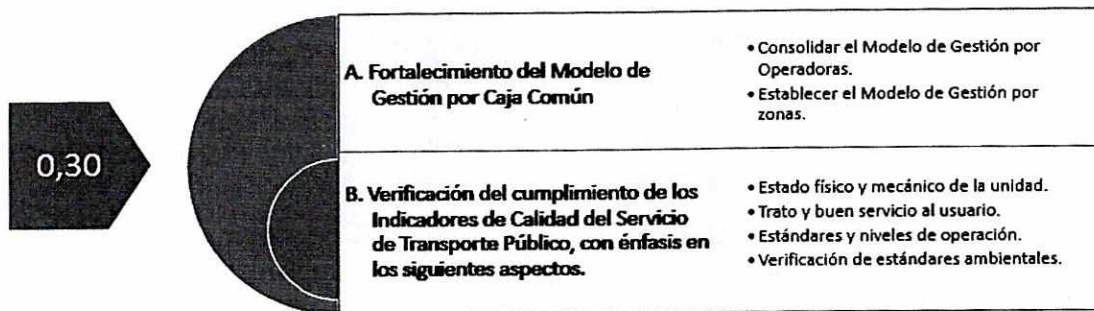 0,30
A. Fortalecimiento del Modelo de
Gestión por Caja Común
• Consolidar el Modelo de Gestión por
Operadoras.
• Establecer el Modelo de Gestión por
zonas.
B. Verificación del cumplimiento de los
Indicadores de Calidad del Servicio
de Transporte Público, con énfasis en
los siguientes aspectos.
• Estado físico y mecánico de la unidad.
• Trato y buen servicio al usuario.
• Estándares y niveles de operación.
• Verificación de estándares ambientales.